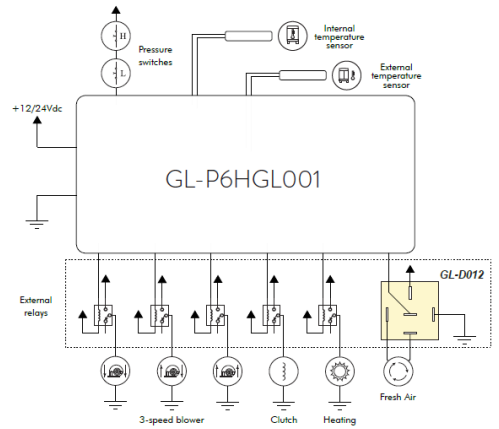 H
L
Pressure
switches
Internal
temperature
sensor
External
temperature
sensor
+12/24Vdc
GL-P6HGL001
GL-D012
External
relays
Fresh Air
3-speed blower
Clutch
Heating